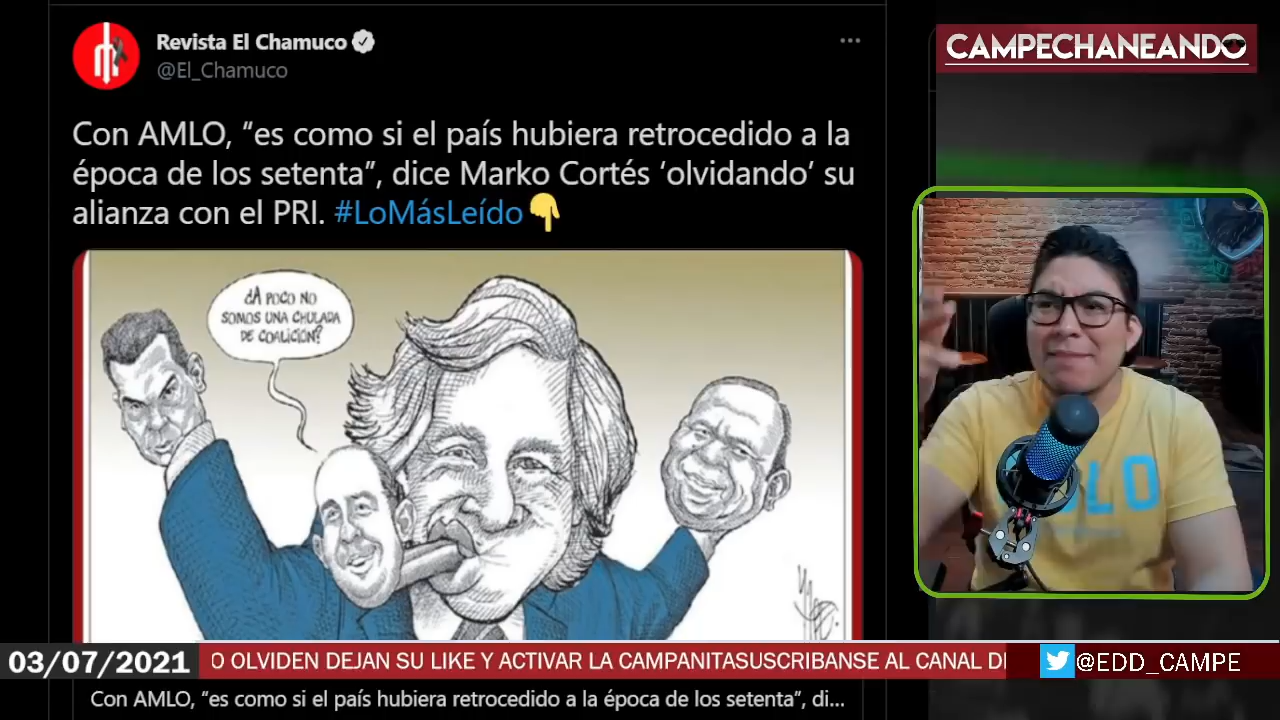 Revista El Chamuco
@El_Chamuco
Con AMLO, “es como si el país hubiera retrocedido a la
época de los setenta”, dice Marko Cortés ‘olvidando’ su
alianza con el PRI. #LoMásLeído
¿A POCO NO
SOMOS UNA CHULADA
DE COALICIÓN?
Con AMLO, “es como si el país hubiera retrocedido a la época de los setenta”, di...
CAMPECHANEANDO
03/07/2021
O OLVIDEN DEJAN SU LIKE Y ACTIVAR LA CAMPANITASUSCRIBANSE AL CANAL DE
@EDD_CAMPE